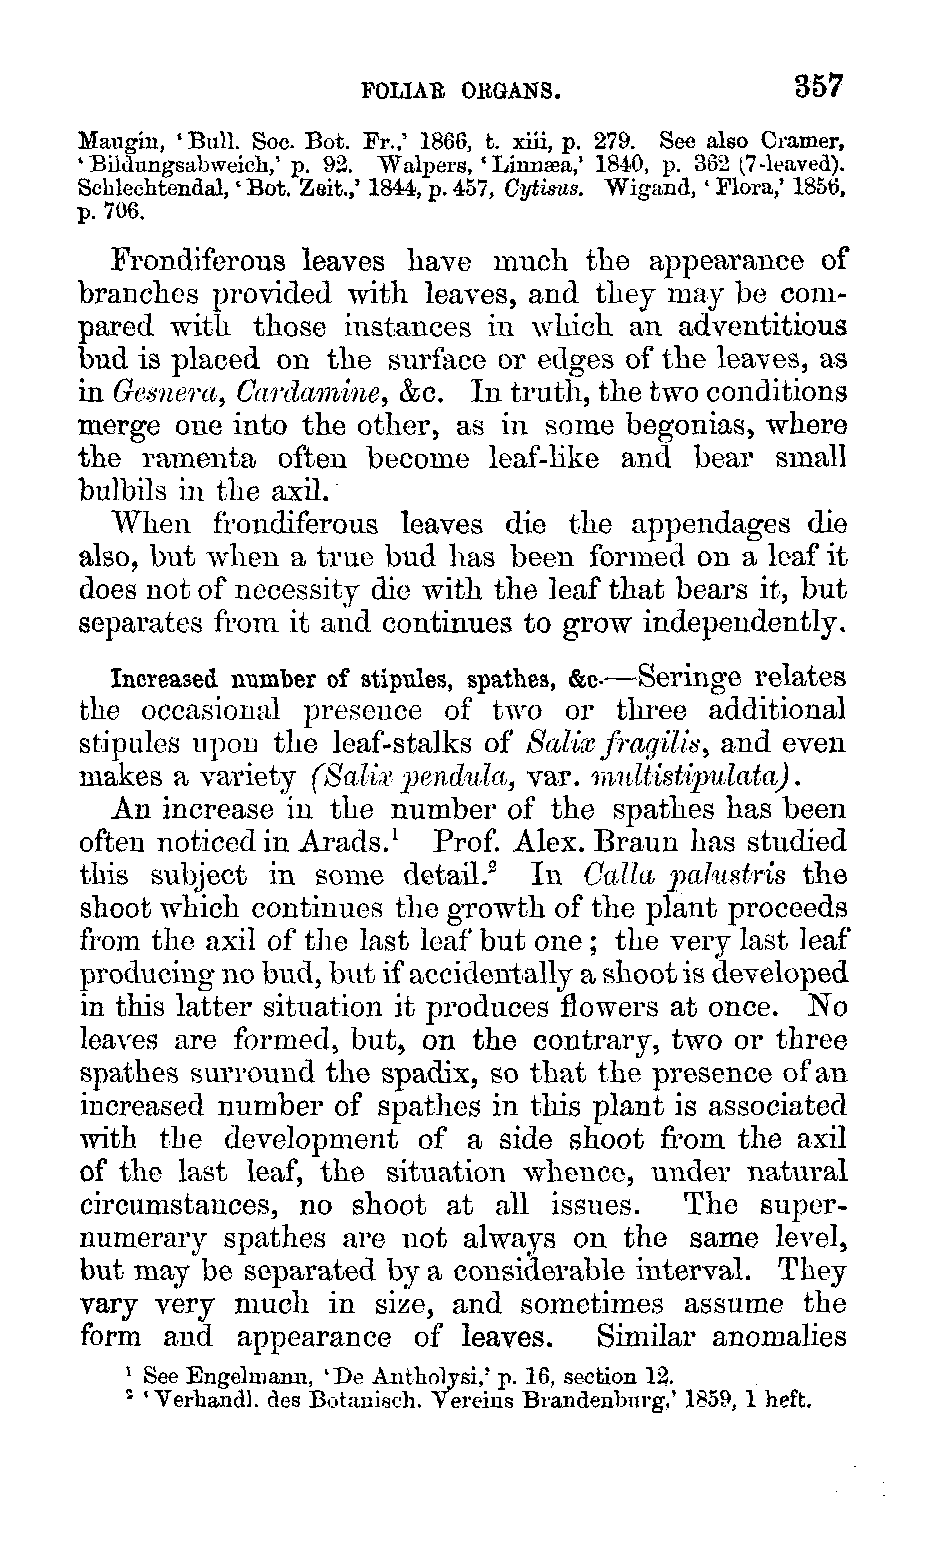 FOLIAR ORGANS. 357
Maugin, ‘Bull. Soc. Bot. Fr.,’ 1866, t. xiii, p. 279. See also Cramer,
‘Bildungsabweich,’ p. 92. Walpers, ‘Linnæa,’ 1840, p. 362 (7-leaved).
Schlechtendal, ‘Bot. Zeit.,’ 1844, p. 457, Cytisus. Wigand, ‘Flora,’ 1856,
p. 706.
Frondiferous leaves have much the appearance of
branches provided with leaves, and they may be com-
pared with those instances in which an adventitious
bud is placed on the surface or edges of the leaves, as
in Gesnera, Cardamine, &c. In truth, the two conditions
merge one into the other, as in some begonias, where
the ramenta often become leaf-like and bear small
bulbils in the axil.
When frondiferous leaves die the appendages die
also, but when a true bud has been formed on a leaf it
does not of necessity die with the leaf that bears it, but
separates from it and continues to grow independently.
Increased number of stipules, spathes, &c.—Seringe relates
the occasional presence of two or three additional
stipules upon the leaf-stalks of Salix fragilis, and even
makes a variety (Salix pendula, var. multistipulata).
An increase in the number of the spathes has been
often noticed in Arads.¹ Prof. Alex. Braun has studied
this subject in some detail.² In Calla palustris the
shoot which continues the growth of the plant proceeds
from the axil of the last leaf but one; the very last leaf
producing no bud, but if accidentally a shoot is developed
in this latter situation it produces flowers at once. No
leaves are formed, but, on the contrary, two or three
spathes surround the spadix, so that the presence of an
increased number of spathes in this plant is associated
with the development of a side shoot from the axil
of the last leaf, the situation whence, under natural
circumstances, no shoot at all issues. The super-
numerary spathes are not always on the same level,
but may be separated by a considerable interval. They
vary very much in size, and sometimes assume the
form and appearance of leaves. Similar anomalies
¹ See Engelmann, ‘De Antholysi,’ p. 16, section 12.
² ‘Verhandl. des Botanisch. Vereins Brandenburg,’ 1859, 1 heft.